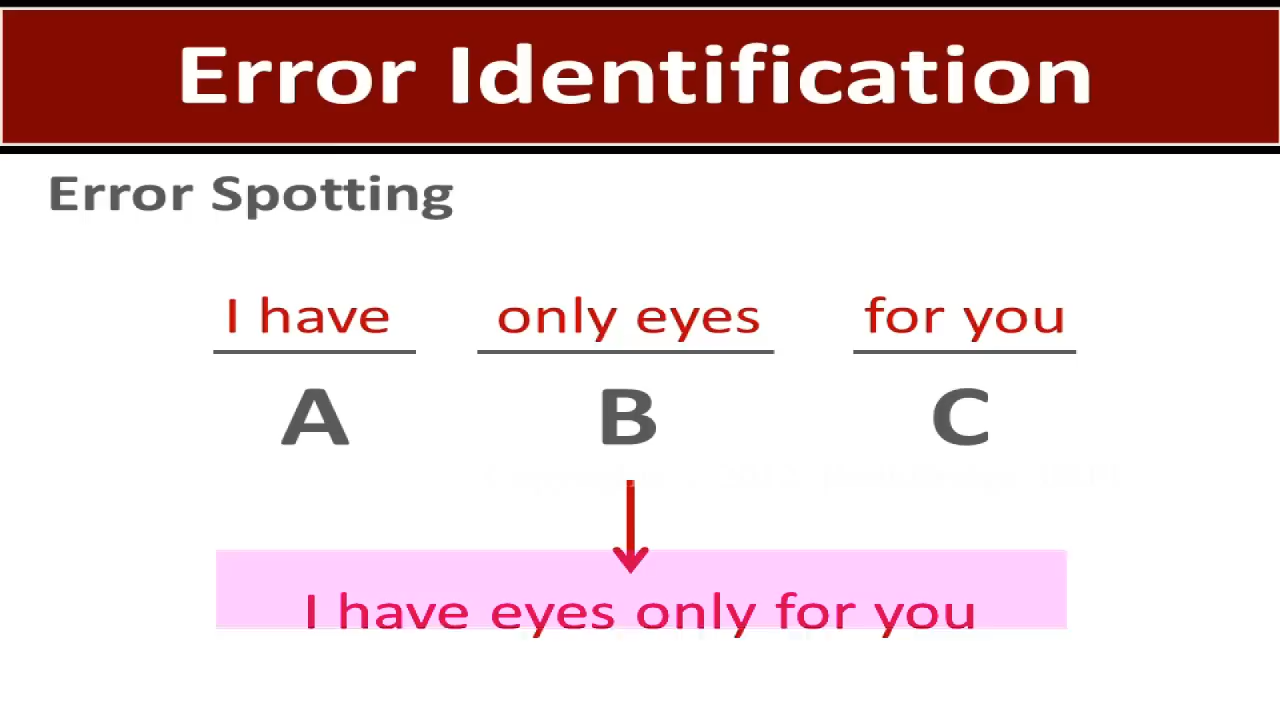 Error Identification
Error Spotting
I have only eyes for you
A B C
I have eyes only for you